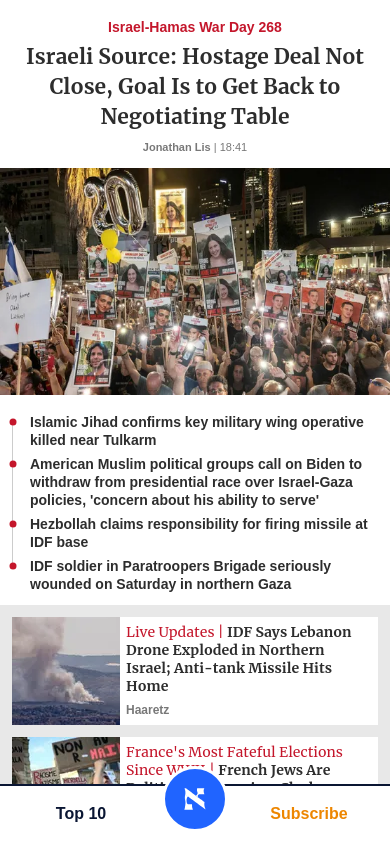 Israel-Hamas War Day 268
Israeli Source: Hostage Deal Not
Close, Goal Is to Get Back to
Negotiating Table
Jonathan Lis | 18:41
20
Bring home
Islamic Jihad confirms key military wing operative
killed near Tulkarm
American Muslim political groups call on Biden to
withdraw from presidential race over Israel-Gaza
policies, 'concern about his ability to serve'
Hezbollah claims responsibility for firing missile at
IDF base
IDF soldier in Paratroopers Brigade seriously
wounded on Saturday in northern Gaza
Live Updates | IDF Says Lebanon
Drone Exploded in Northern
Israel; Anti-tank Missile Hits
Home
Haaretz
NON AU
France's Most Fateful Elections
Since | French Jews Are
Top 10
Subscribe